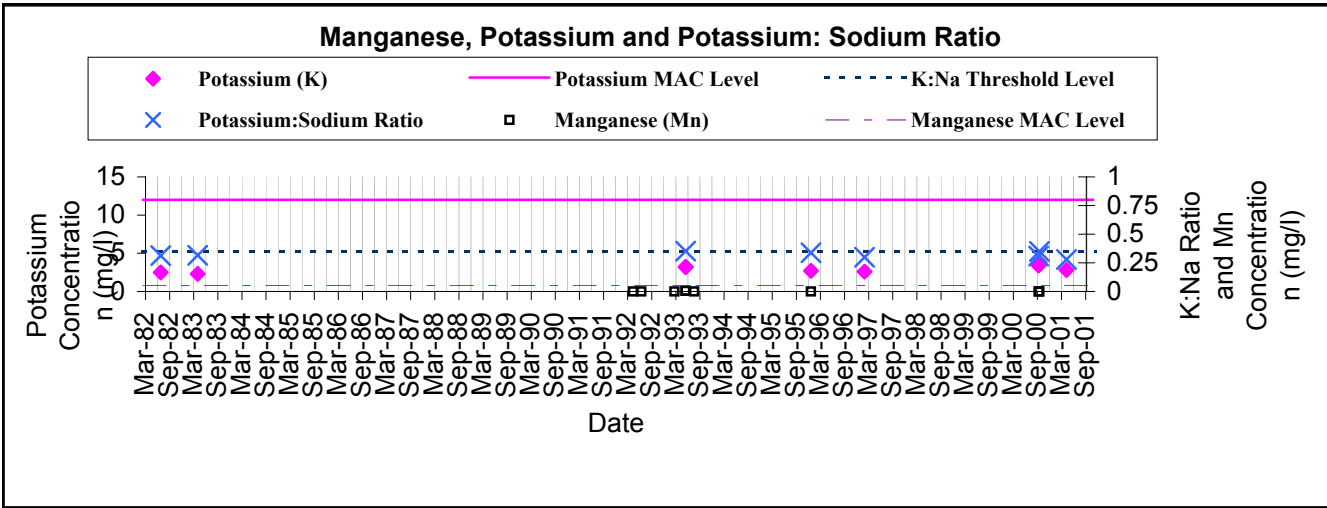 Manganese, Potassium and Potassium: Sodium Ratio
Potassium (K) Potassium MAC Level K:Na Threshold Level
Potassium:Sodium Ratio Manganese (Mn) Manganese MAC Level
Potassium
Concentratio
n (mg/l)
15
10
5
0
1
0.75
0.5
0.25
0
K:Na Ratio
and Mn
Concentratio
n (mg/l)
Mar-82
Sep-82
Mar-83
Sep-83
Mar-84
Sep-84
Mar-85
Sep-85
Mar-86
Sep-86
Mar-87
Sep-87
Mar-88
Sep-88
Mar-89
Sep-89
Mar-90
Sep-90
Mar-91
Sep-91
Mar-92
Sep-92
Mar-93
Sep-93
Mar-94
Sep-94
Mar-95
Sep-95
Mar-96
Sep-96
Mar-97
Sep-97
Mar-98
Sep-98
Mar-99
Sep-99
Mar-00
Sep-00
Mar-01
Sep-01
Date